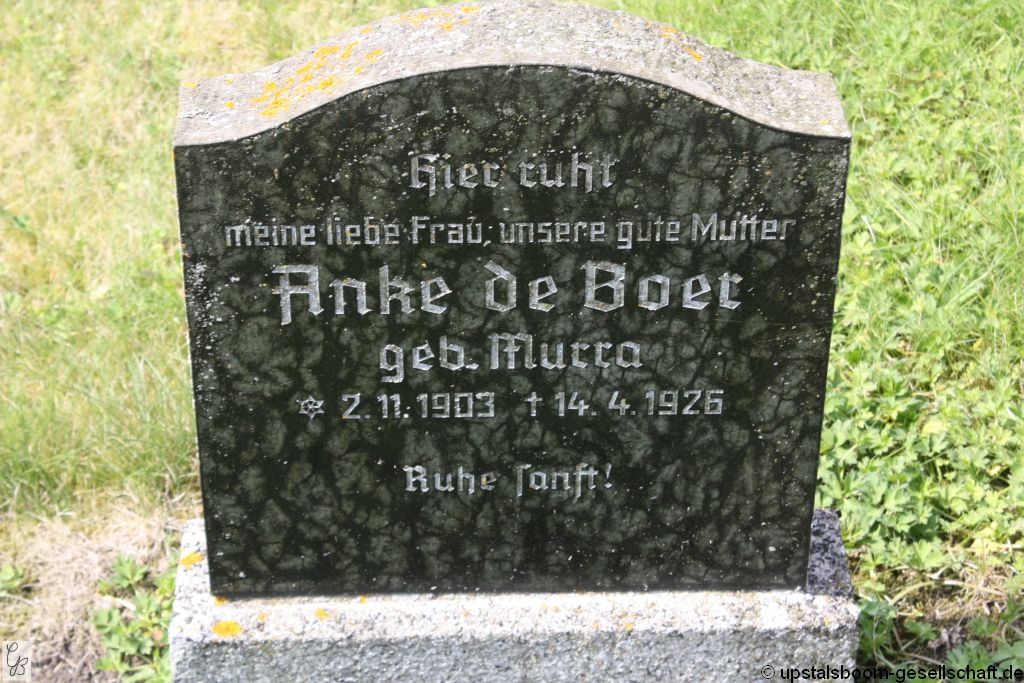 Hier ruht
meine liebe Frau, unsere gute Mutter
Anke de Boer
geb. Murra
✡ 2. 11. 1903 † 14. 4. 1926
Ruhe sanft!
GB
© upstalsboom-gesellschaft.de